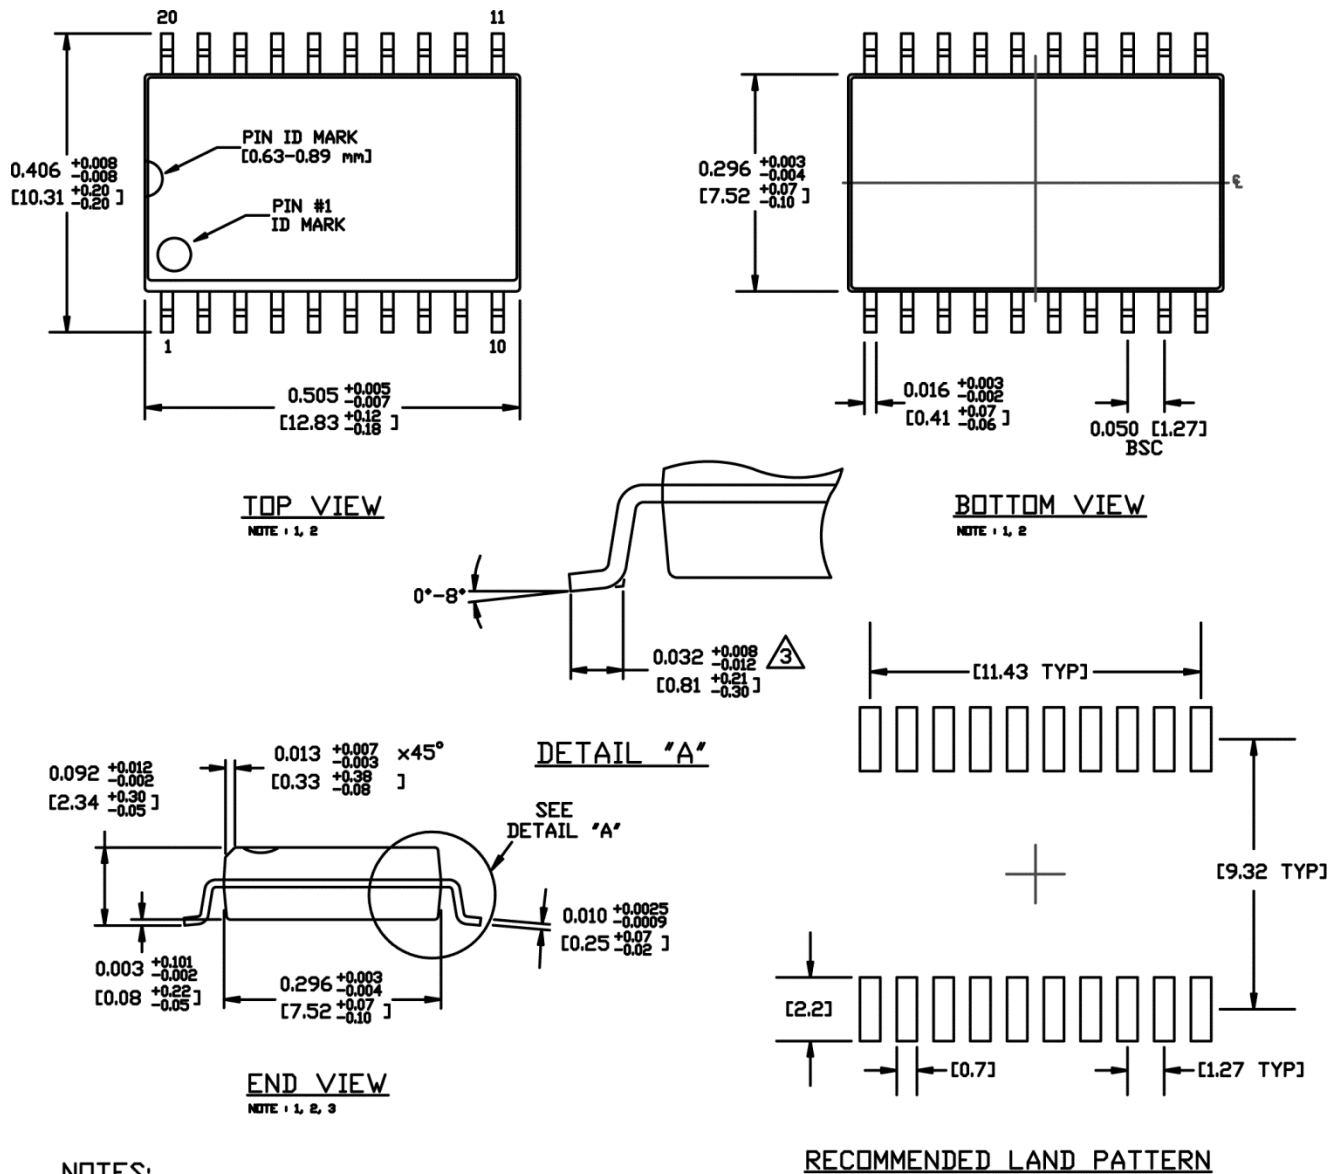 20
11
PIN ID MARK
[0.63-0.89 mm]
0.406 +0.008 -0.008
[10.31 +0.20 -0.20 ]
PIN #1
ID MARK
1
10
0.505 +0.005 -0.007
[12.83 +0.12 -0.18 ]
TOP VIEW
NOTE : 1, 2
0.296 +0.003 -0.004
[7.52 +0.07 -0.10 ]
℄
0.016 +0.003 -0.002
[0.41 +0.07 -0.06 ]
0.050 [1.27]
BSC
BOTTOM VIEW
NOTE : 1, 2
0°-8°
0.032 +0.008 -0.012
3
[0.81 +0.21 -0.30 ]
DETAIL "A"
0.092 +0.012 -0.002
[2.34 +0.30 -0.05 ]
0.013 +0.007 -0.003 x45°
[0.33 +0.38 -0.08 ]
SEE
DETAIL "A"
0.010 +0.0025 -0.0009
[0.25 +0.07 -0.02 ]
0.003 +0.101 -0.002
[0.08 +0.22 -0.05 ]
0.296 +0.003 -0.004
[7.52 +0.07 -0.10 ]
END VIEW
NOTE : 1, 2, 3
[11.43 TYP]
[9.32 TYP]
[2.2]
[0.7]
[1.27 TYP]
RECOMMENDED LAND PATTERN
NOTES: